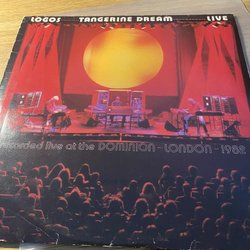 LOGOS TANGERINE DREAM LIVE
recorded live at the DOMINION - LONDON - 1982